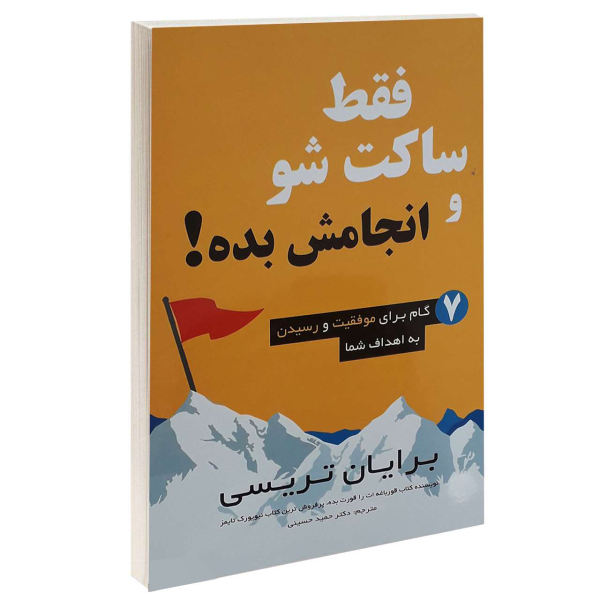 فقط
ساکت شو
و
انجامش بده!
۷ گام برای موفقیت و رسیدن
به اهداف شما
برایان تریسی
نویسنده کتاب قورباغه ات را قورت بده، پرفروش ترین کتاب نیویورک تایمز
مترجم: دکتر حمید حسینی